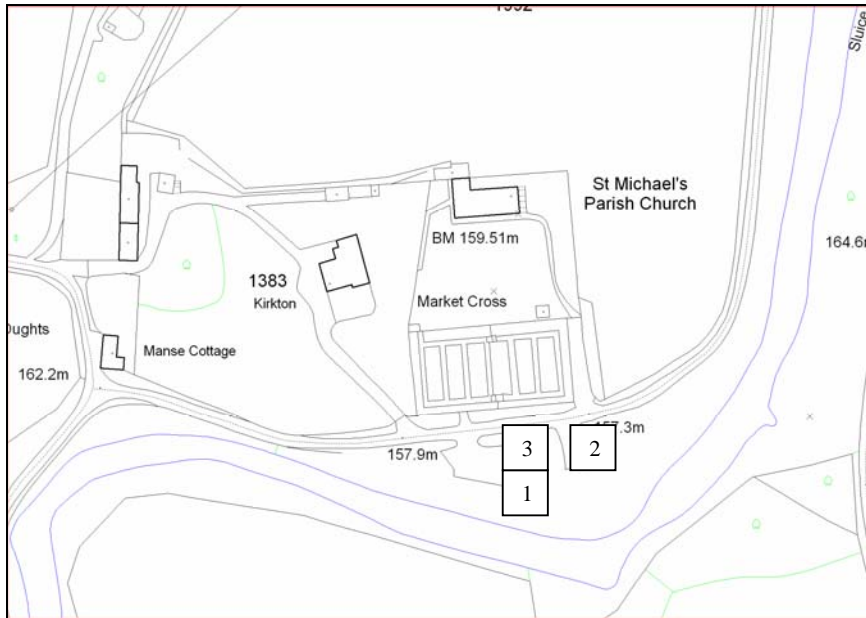 Sluice
St Michael's
Parish Church
BM 159.51m
164.6m
1383
Kirkton
Market Cross
Manse Cottage
162.2m
157.3m
157.9m
3
2
1